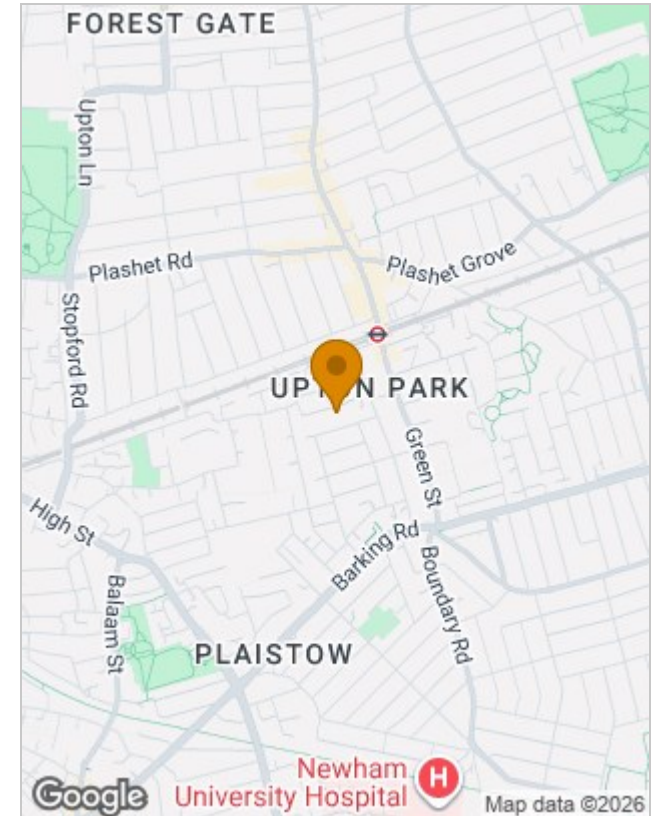 FOREST GATE
Upton Ln
Plashet Rd
Plashet Grove
Stopford Rd
UPTON PARK
Green St
High St
Barking Rd
Boundary Rd
Balaam St
PLAISTOW
Newham
University Hospital
H
Google
Map data ©2026